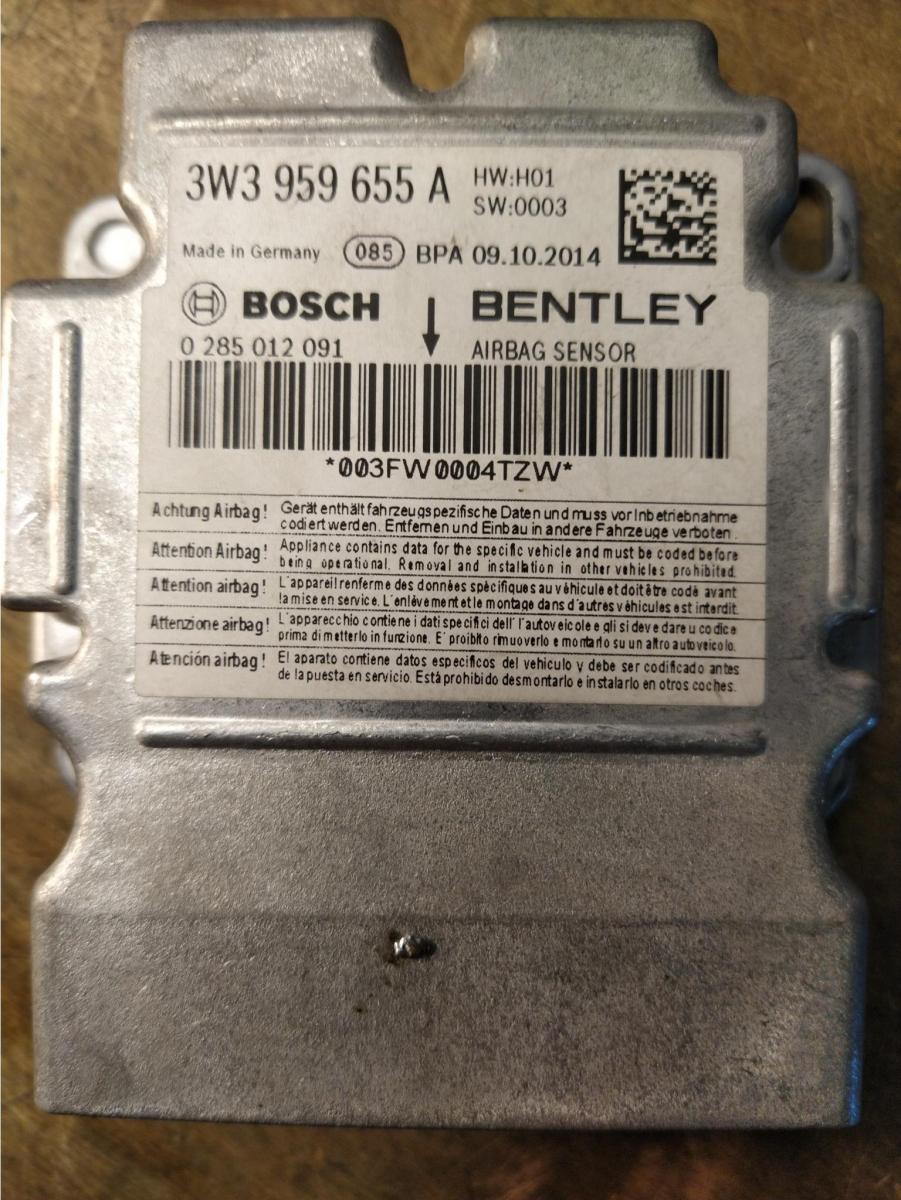 3W3 959 655 A
HW:H01
SW:0003
Made in Germany 085 BPA 09.10.2014
BOSCH BENTLEY
0 285 012 091 AIRBAG SENSOR
*003FW0004TZW*
Achtung Airbag! Gerät enthält fahrzeugspezifische Daten und muss vor Inbetriebnahme
codiert werden. Entfernen und Einbau in andere Fahrzeuge verboten.
Attention Airbag! Appliance contains data for the specific vehicle and must be coded before
being operational. Removal and installation in other vehicles prohibited.
Attention airbag! L'appareil renferme des données spécifiques au véhicule et doit être codé avant
la mise en service. L'enlèvement et le montage dans d'autres véhicules est interdit.
Attenzione airbag! L'apparecchio contiene i dati specifici dell'l'autoveicolo e gli si deve dare u codice
prima di metterlo in funzione. E' proibito rimuoverlo e montarlo su un altro autoveicolo.
Atención airbag! El aparato contiene datos especificos del vehiculo y debe ser codificado antes
de la puesta en servicio. Está prohibido desmontarlo e instalarlo en otros coches.